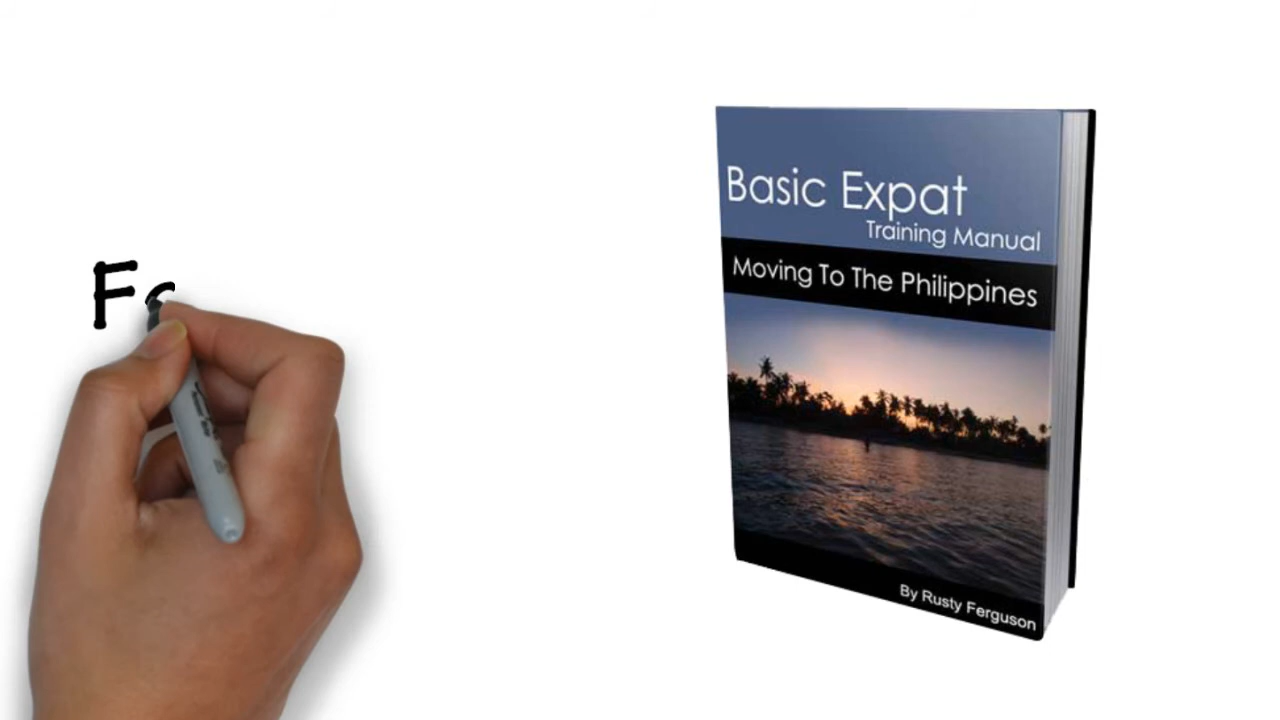 Basic Expat
Training Manual
Moving To The Philippines
By Rusty Ferguson